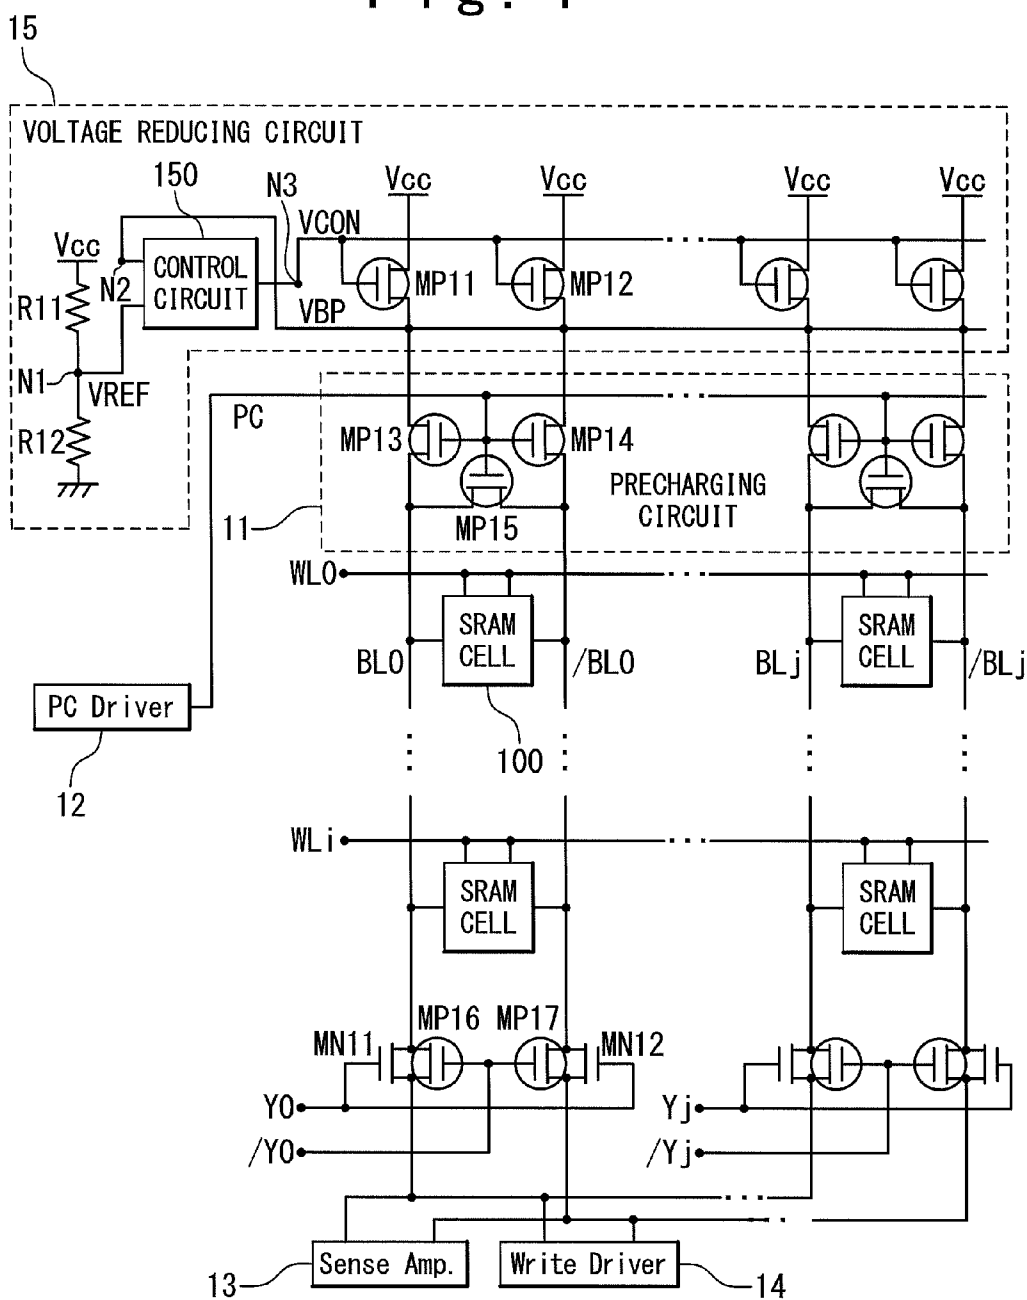 15
VOLTAGE REDUCING CIRCUIT
150
N3
Vcc
Vcc
Vcc
Vcc
VCON
Vcc
N2
CONTROL
CIRCUIT
MP11
MP12
R11
VBP
N1
VREF
PC
R12
MP13
MP14
PRECHARGING
CIRCUIT
11
MP15
WL0
SRAM
CELL
SRAM
CELL
BL0
/BL0
BLj
/BLj
PC Driver
100
12
WLi
SRAM
CELL
SRAM
CELL
MP16
MP17
MN11
MN12
Y0
Yj
/Y0
/Yj
13
Sense Amp.
Write Driver
14